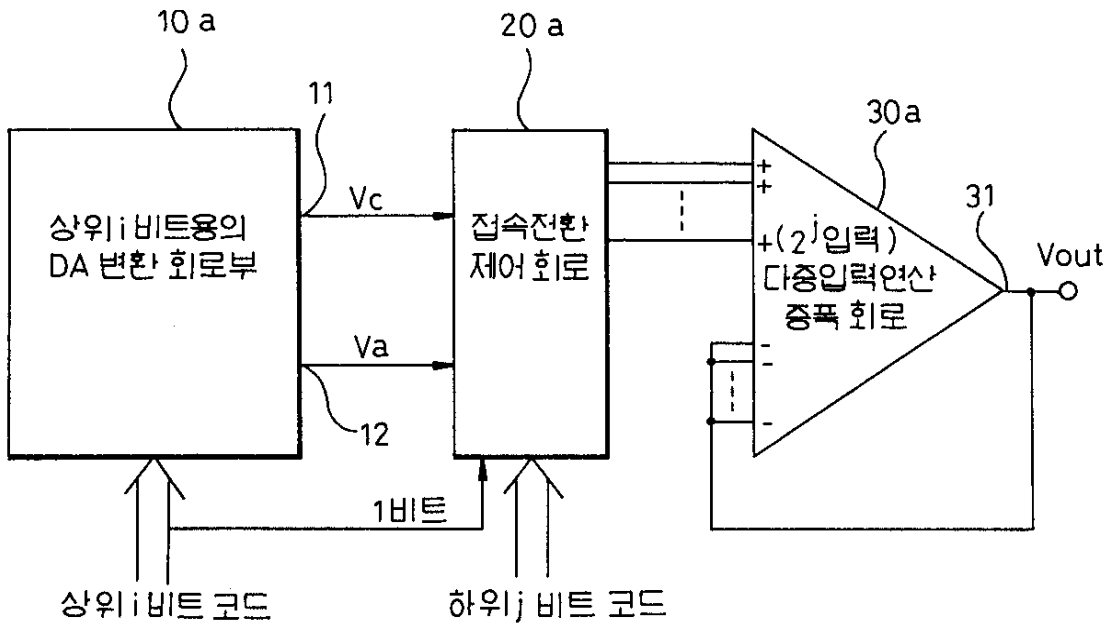 10a
20a
11
30a
상위 i 비트용의
DA 변환 회로부
Vc
접속전환
제어 회로
+
+
+(2^j입력)
다중입력연산
증폭 회로
31
Vout
Va
12
-
-
-
1비트
상위 i 비트 코드
하위 j 비트 코드